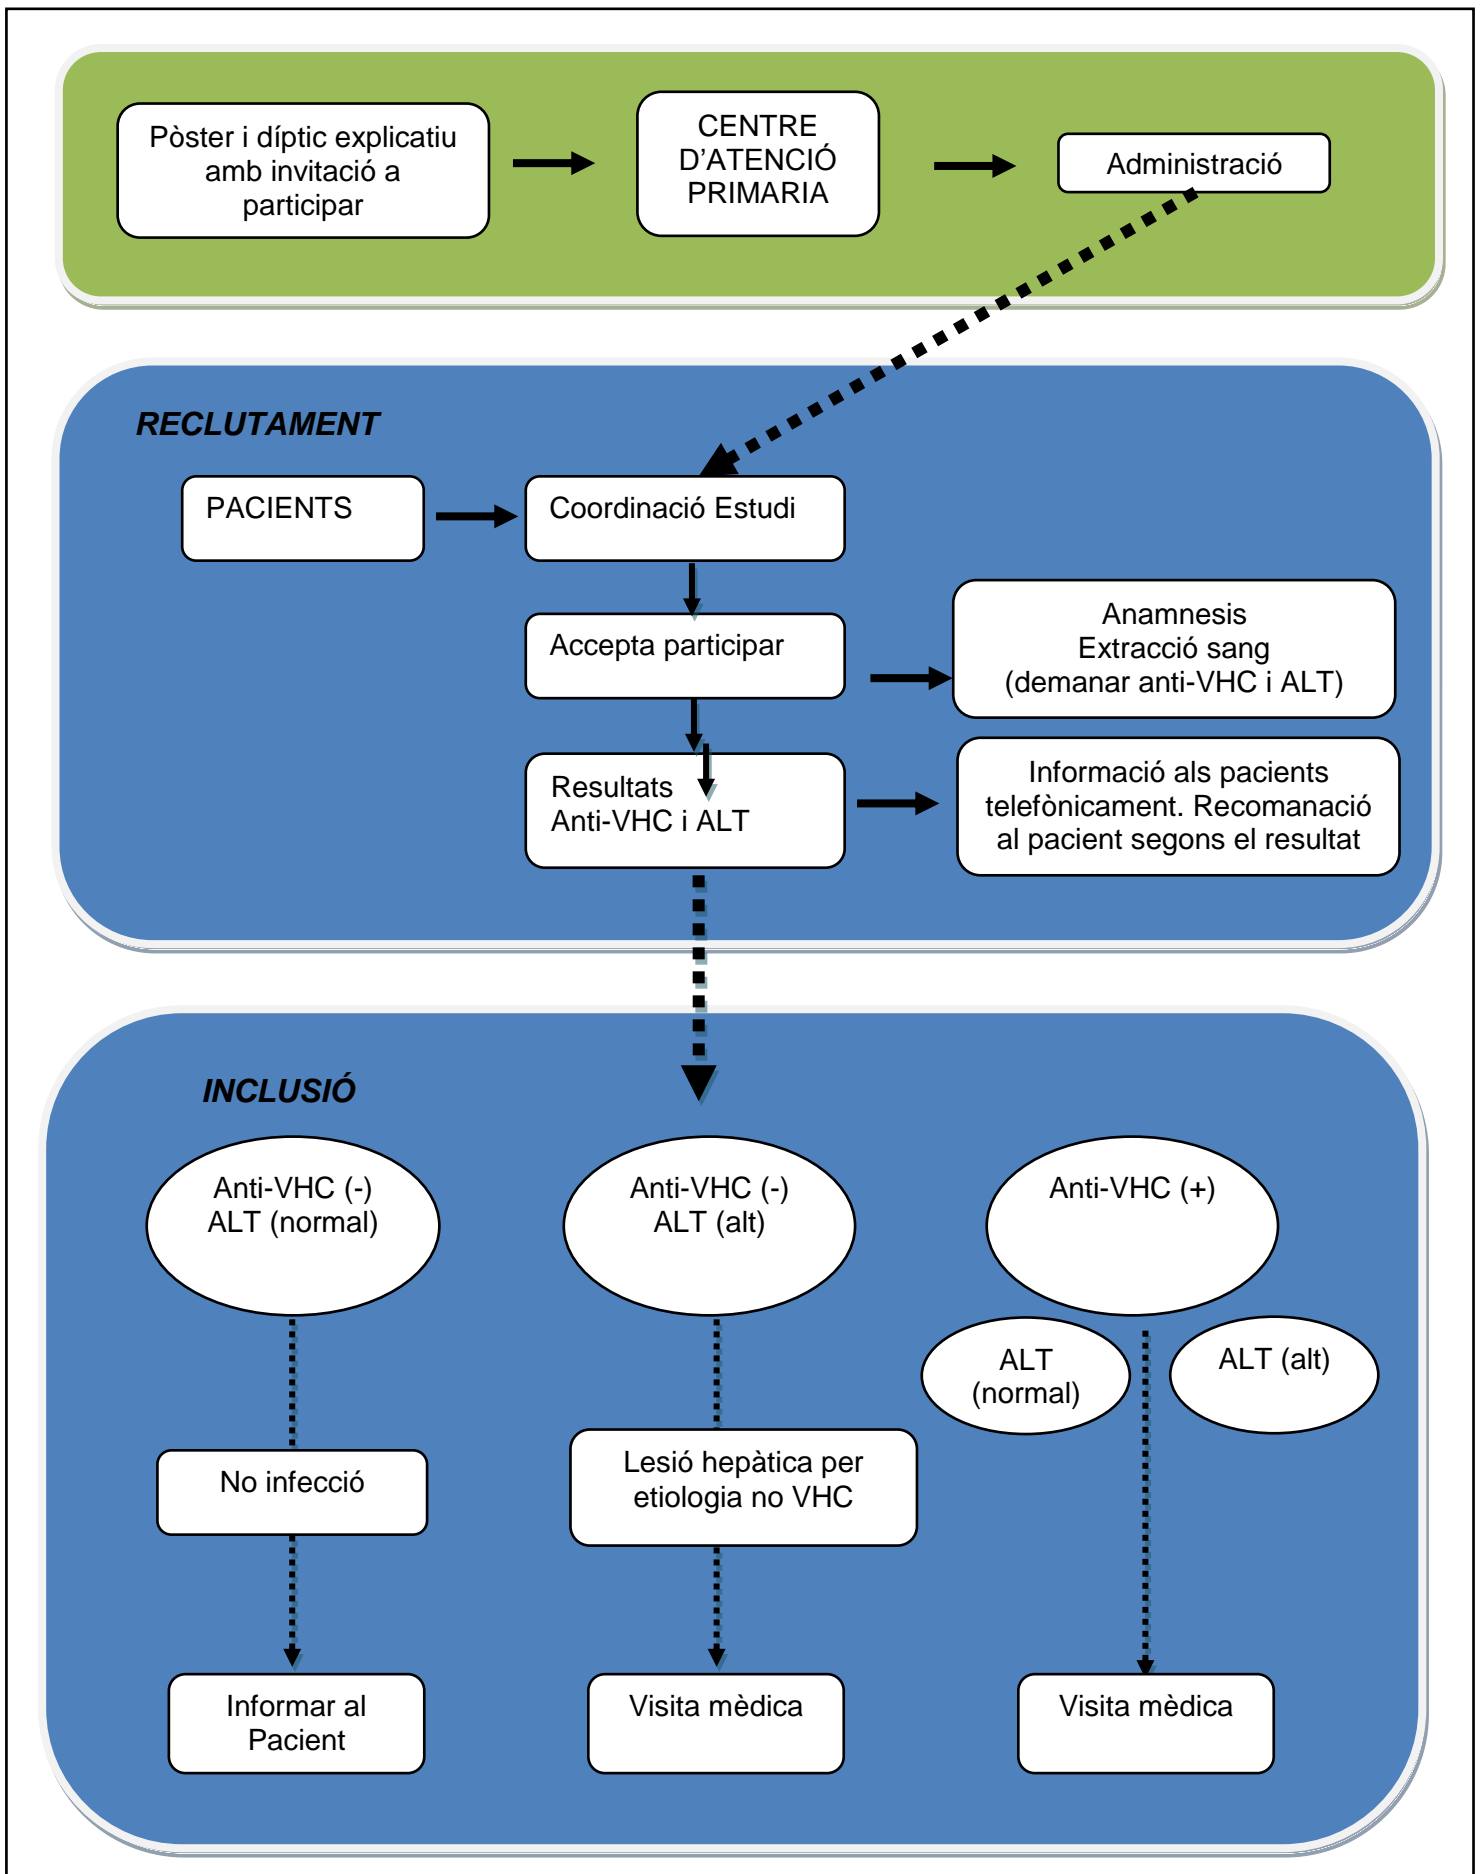 Pòster i díptic explicatiu
amb invitació a
participar
CENTRE
D'ATENCIÓ
PRIMARIA
Administració
RECLUTAMENT
PACIENTS
Coordinació Estudi
Accepta participar
Anamnesis
Extracció sang
(demanar anti-VHC i ALT)
Resultats
Anti-VHC i ALT
Informació als pacients
telefònicament. Recomanació
al pacient segons el resultat
INCLUSIÓ
Anti-VHC (-)
ALT (normal)
Anti-VHC (-)
ALT (alt)
Anti-VHC (+)
ALT
(normal)
ALT (alt)
No infecció
Lesió hepàtica per
etiologia no VHC
Informar al
Pacient
Visita mèdica
Visita mèdica